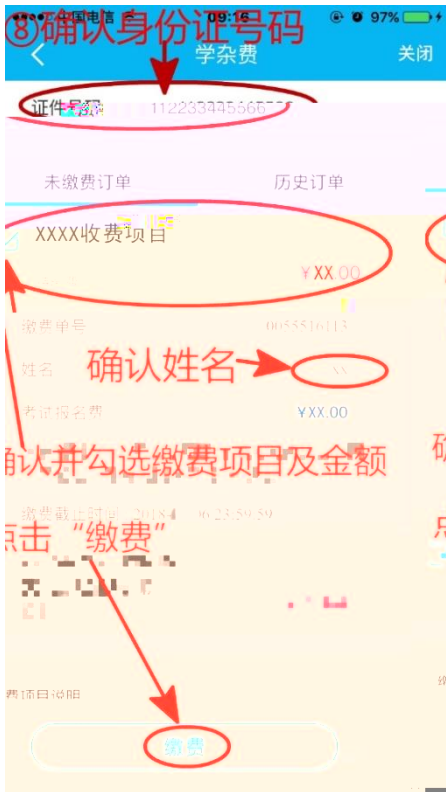 中国电信 09:16 97%
⑧确认身份证号码
学杂费 关闭
证件号码 112233445566
未缴费订单 历史订单
XXXX收费项目
¥XX.00
缴费单号 0055516113
姓名 确认姓名 XX
考试报名费 ¥XX.00
确认并勾选缴费项目及金额
缴费截止时间
23:59:59
点击“缴费”
费项目说明
缴费